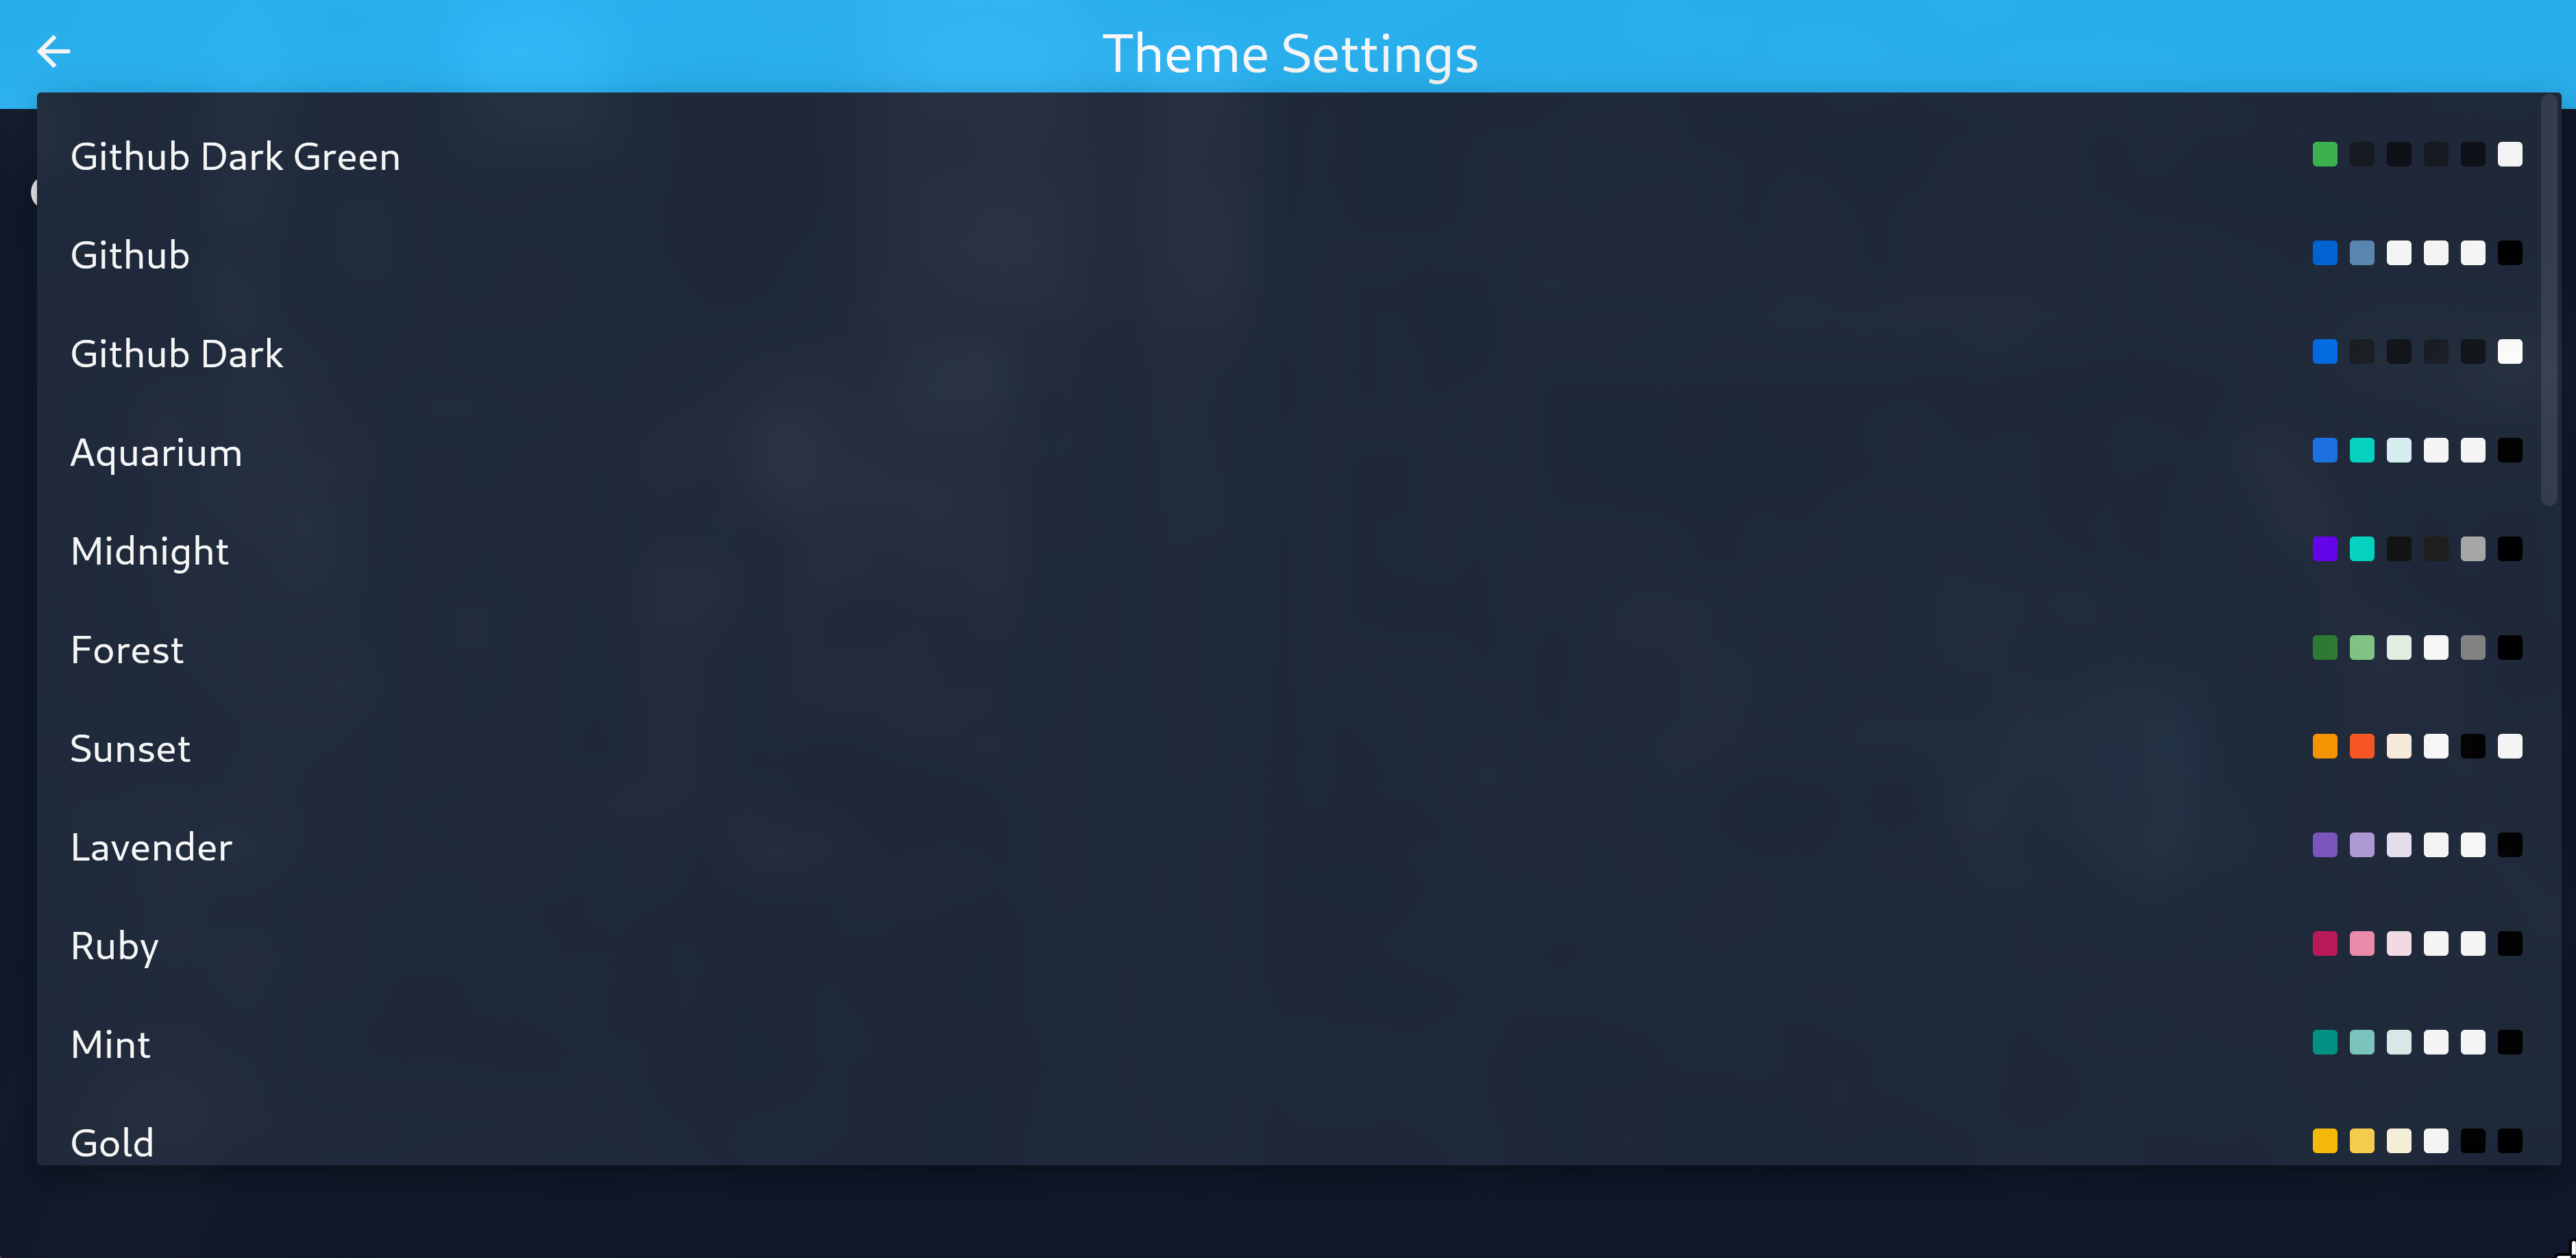 Theme Settings
Github Dark Green
Github
Github Dark
Aquarium
Midnight
Forest
Sunset
Lavender
Ruby
Mint
Gold